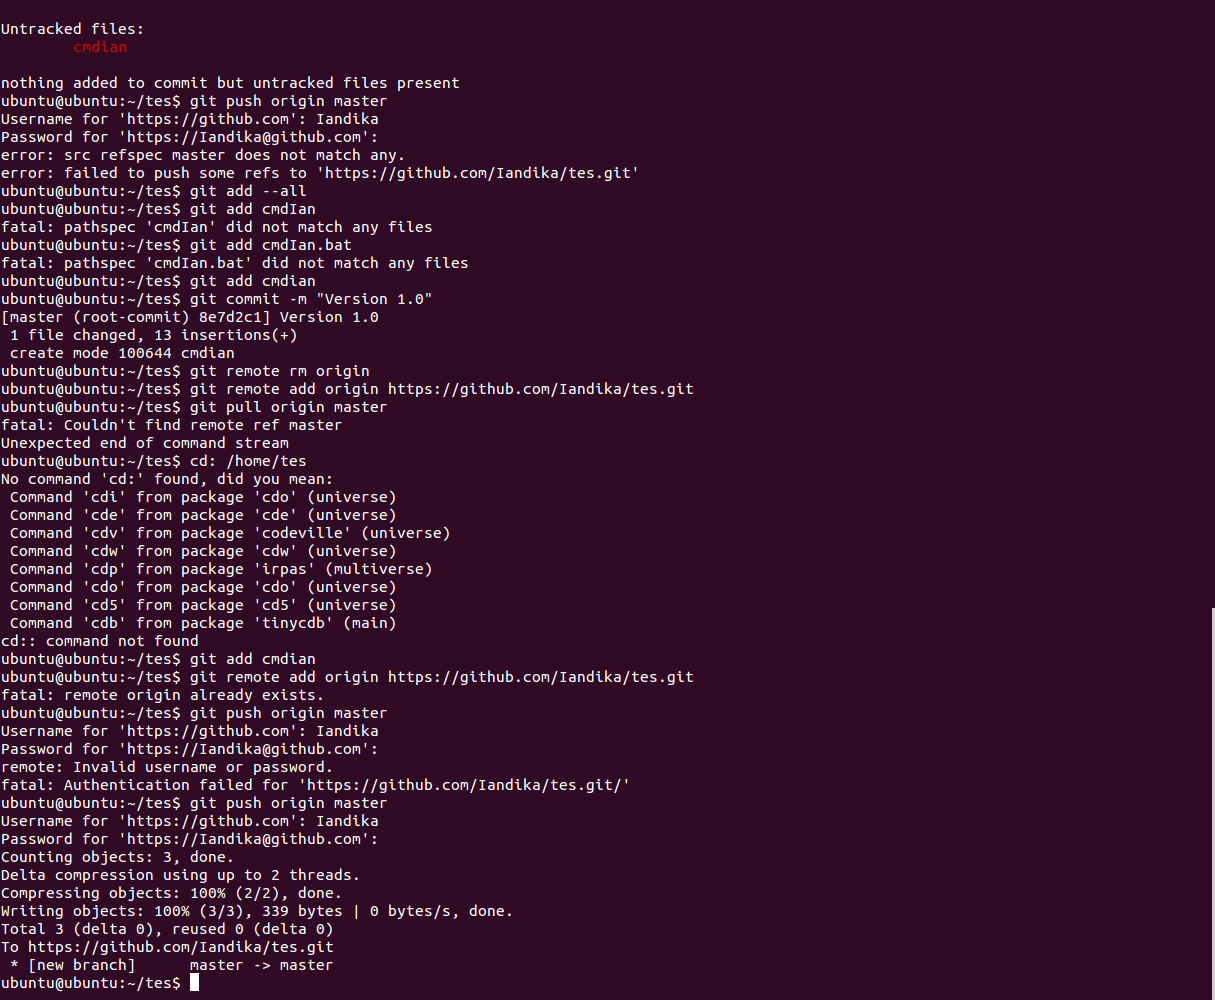 Untracked files:
cmdian
nothing added to commit but untracked files present
ubuntu@ubuntu:~/tes$ git push origin master
Username for 'https://github.com': Iandika
Password for 'https://Iandika@github.com':
error: src refspec master does not match any.
error: failed to push some refs to 'https://github.com/Iandika/tes.git'
ubuntu@ubuntu:~/tes$ git add --all
ubuntu@ubuntu:~/tes$ git add cmdIan
fatal: pathspec 'cmdIan' did not match any files
ubuntu@ubuntu:~/tes$ git add cmdIan.bat
fatal: pathspec 'cmdIan.bat' did not match any files
ubuntu@ubuntu:~/tes$ git add cmdian
ubuntu@ubuntu:~/tes$ git commit -m "Version 1.0"
[master (root-commit) 8e7d2c1] Version 1.0
 1 file changed, 13 insertions(+)
 create mode 100644 cmdian
ubuntu@ubuntu:~/tes$ git remote rm origin
ubuntu@ubuntu:~/tes$ git remote add origin https://github.com/Iandika/tes.git
ubuntu@ubuntu:~/tes$ git pull origin master
fatal: Couldn't find remote ref master
Unexpected end of command stream
ubuntu@ubuntu:~/tes$ cd: /home/tes
No command 'cd:' found, did you mean:
 Command 'cdi' from package 'cdo' (universe)
 Command 'cde' from package 'cde' (universe)
 Command 'cdv' from package 'codeville' (universe)
 Command 'cdw' from package 'cdw' (universe)
 Command 'cdp' from package 'irpas' (multiverse)
 Command 'cdo' from package 'cdo' (universe)
 Command 'cd5' from package 'cd5' (universe)
 Command 'cdb' from package 'tinycdb' (main)
cd:: command not found
ubuntu@ubuntu:~/tes$ git add cmdian
ubuntu@ubuntu:~/tes$ git remote add origin https://github.com/Iandika/tes.git
fatal: remote origin already exists.
ubuntu@ubuntu:~/tes$ git push origin master
Username for 'https://github.com': Iandika
Password for 'https://Iandika@github.com':
remote: Invalid username or password.
fatal: Authentication failed for 'https://github.com/Iandika/tes.git/'
ubuntu@ubuntu:~/tes$ git push origin master
Username for 'https://github.com': Iandika
Password for 'https://Iandika@github.com':
Counting objects: 3, done.
Delta compression using up to 2 threads.
Compressing objects: 100% (2/2), done.
Writing objects: 100% (3/3), 339 bytes | 0 bytes/s, done.
Total 3 (delta 0), reused 0 (delta 0)
To https://github.com/Iandika/tes.git
 * [new branch]      master -> master
ubuntu@ubuntu:~/tes$